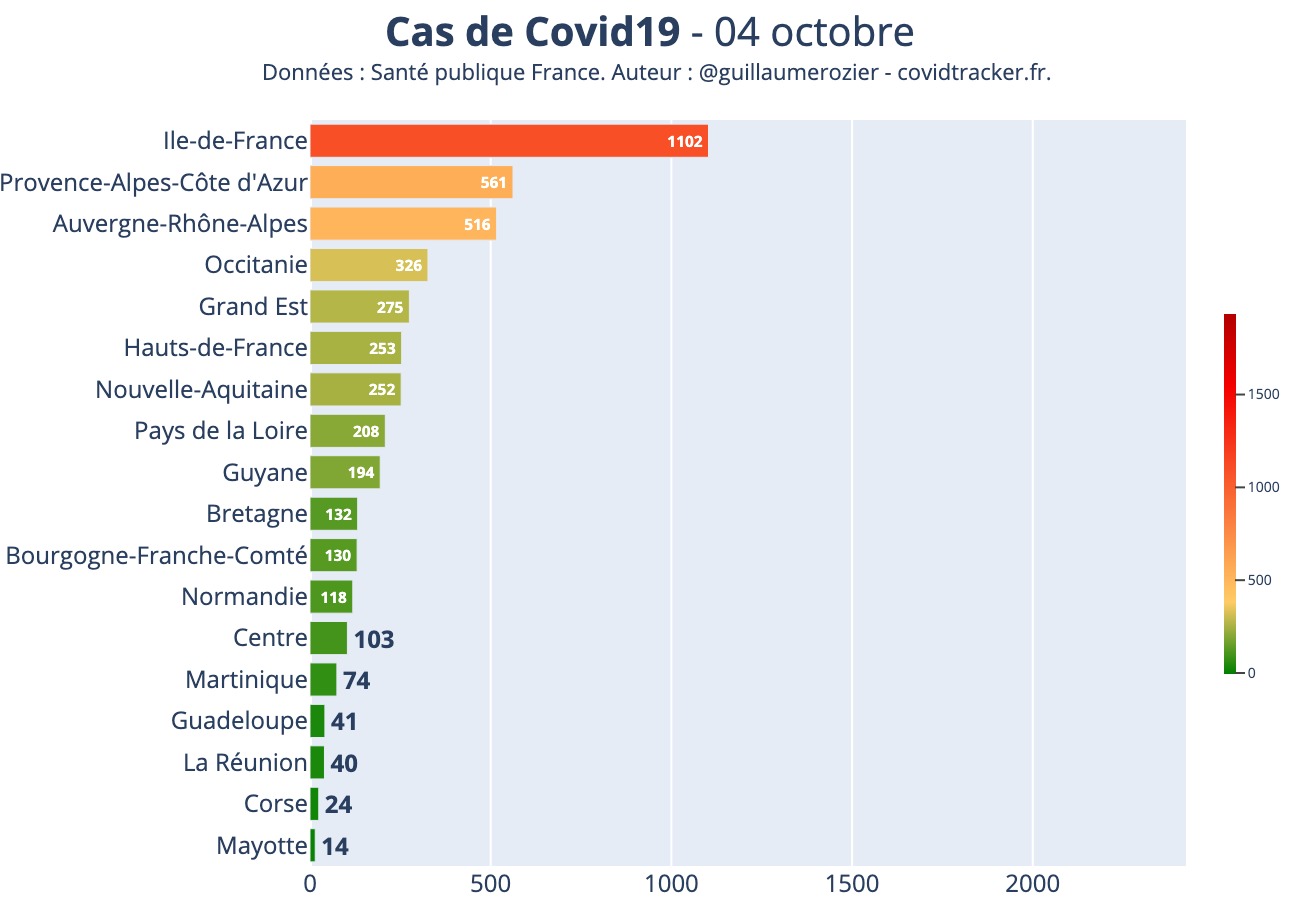 Cas de Covid19 - 04 octobre
Données : Santé publique France. Auteur : @guillaumerozier - covidtracker.fr.
Ile-de-France 1102
Provence-Alpes-Côte d'Azur 561
Auvergne-Rhône-Alpes 516
Occitanie 326
Grand Est 275
Hauts-de-France 253
Nouvelle-Aquitaine 252
Pays de la Loire 208
Guyane 194
Bretagne 132
Bourgogne-Franche-Comté 130
Normandie 118
Centre 103
Martinique 74
Guadeloupe 41
La Réunion 40
Corse 24
Mayotte 14
0 500 1000 1500 2000
1500
1000
500
0